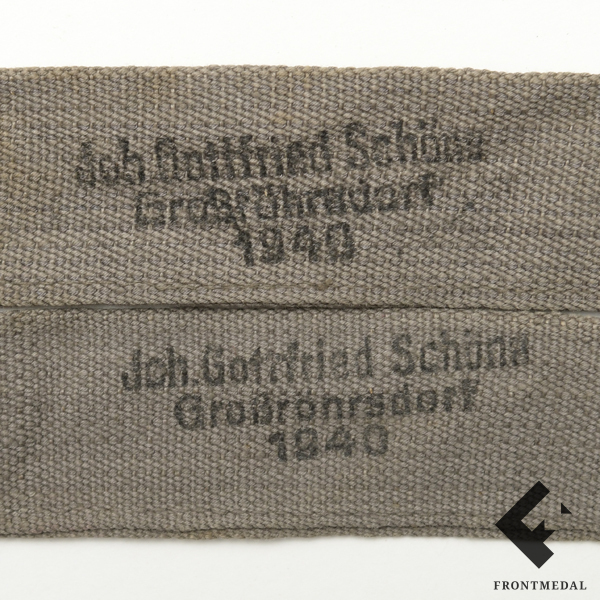 Joh. Gottfried Schöne
Großröhrsdorf
1940
Joh. Gottfried Schöne
Großröhrsdorf
1940
FRONTMEDAL